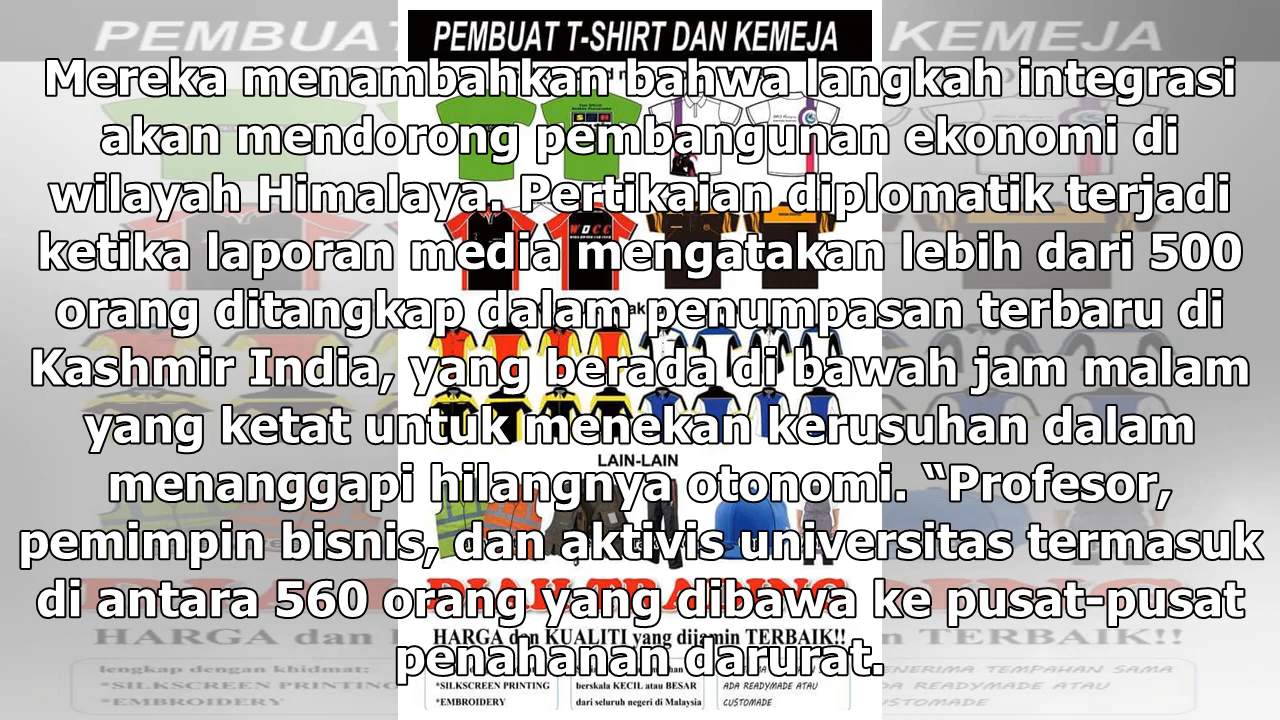 PEMBUAT T-SHIRT DAN KEMEJA
Mereka menambahkan bahwa langkah integrasi
akan mendorong pembangunan ekonomi di
wilayah Himalaya. Pertikaian diplomatik terjadi
ketika laporan media mengatakan lebih dari 500
orang ditangkap dalam penumpasan terbaru di
Kashmir India, yang berada di bawah jam malam
yang ketat untuk menekan kerusuhan dalam
LAIN-LAIN
menanggapi hilangnya otonomi. “Profesor,
pemimpin bisnis, dan aktivis universitas termasuk
di antara 560 orang yang dibawa ke pusat-pusat
HARGA dan KUALITI yang dijamin TERBAIK!!
penahanan darurat.
*SILKSCREEN PRINTING
*EMBROIDERY
berskala KECIL atau BESAR
dari seluruh negeri di Malaysia
ADA READYMADE ATAU
CUSTOMADE